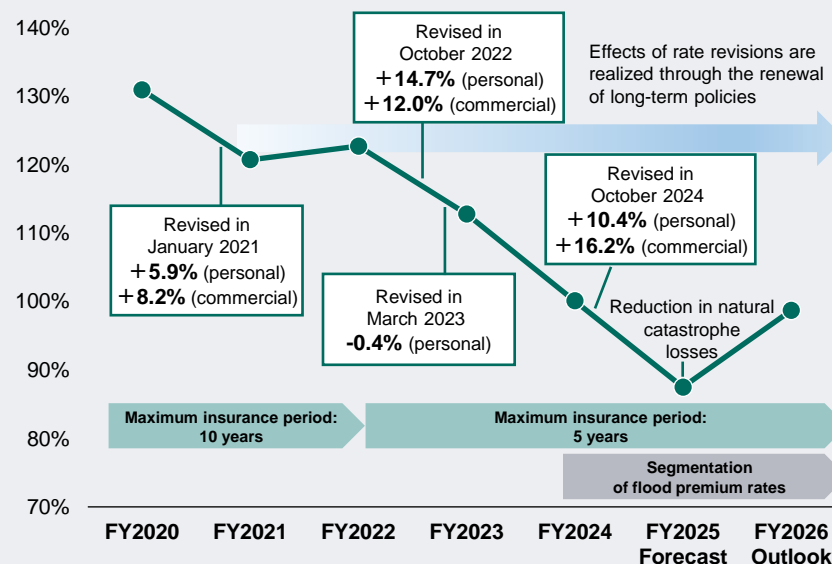 140%
130%
120%
110%
100%
90%
80%
70%
Revised in
October 2022
+14.7% (personal)
+12.0% (commercial)
Effects of rate revisions are
realized through the renewal
of long-term policies
Revised in
January 2021
+5.9% (personal)
+8.2% (commercial)
Revised in
March 2023
-0.4% (personal)
Revised in
October 2024
+10.4% (personal)
+16.2% (commercial)
Reduction in natural
catastrophe
losses
Maximum insurance period:
10 years
Maximum insurance period:
5 years
Segmentation
of flood premium rates
FY2020
FY2021
FY2022
FY2023
FY2024
FY2025
Forecast
FY2026
Outlook